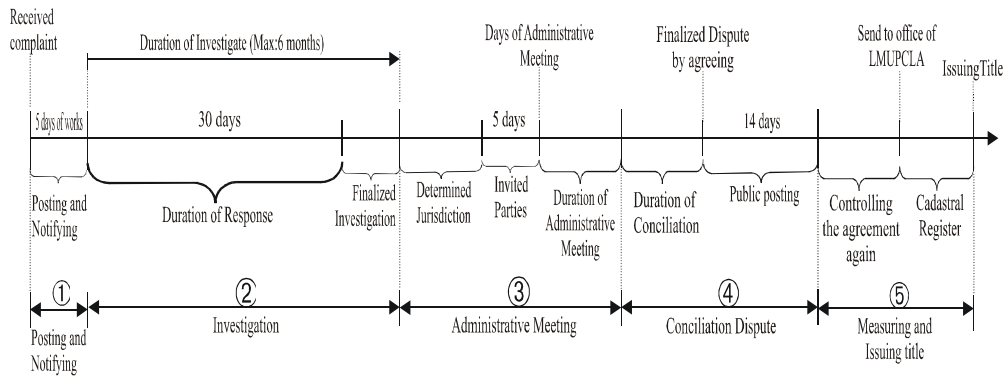 Received
complaint
Duration of Investigate (Max:6 months)
Days of Administrative
Meeting
Finalized Dispute
by agreeing
Send to office of
LMUPCLA
IssuingTitle
5 days of works
30 days
5 days
14 days
Posting and
Notifying
Duration of Response
Finalized
Investigation
Determined
Jurisdiction
Invited
Parties
Duration of
Administrative
Meeting
Duration of
Conciliation
Public posting
Controlling
the agreement
again
Cadastral
Register
①
②
③
④
⑤
Posting and
Notifying
Investigation
Administrative Meeting
Conciliation Dispute
Measuring and
Issuing title